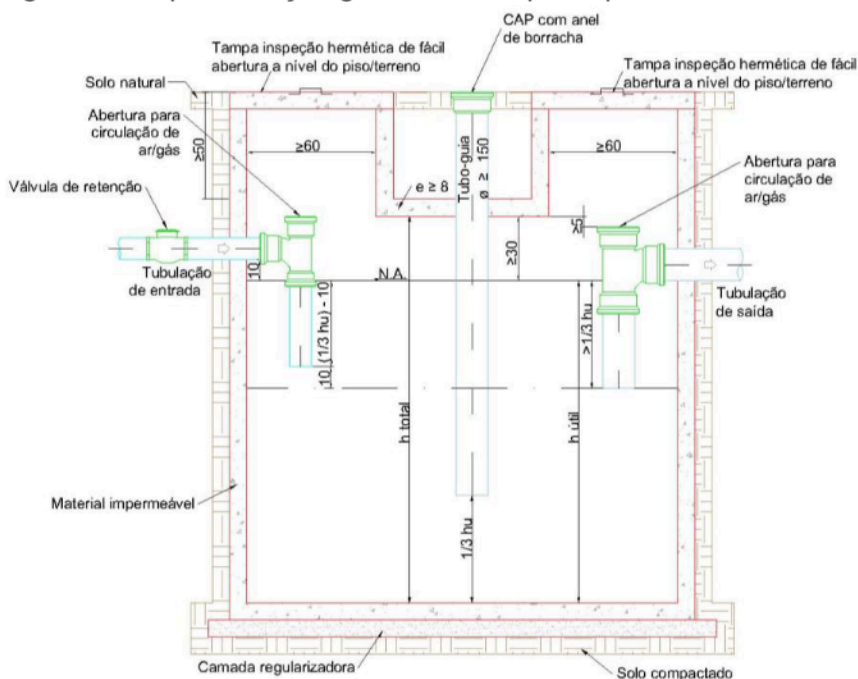 CAP com anel
de borracha
Tampa inspeção hermética de fácil
abertura a nível do piso/terreno
Tampa inspeção hermética de fácil
abertura a nível do piso/terreno
Solo natural
Abertura para
circulação de
ar/gás
≥50
≥60
Tubo-guia
ø ≥ 150
≥60
Abertura para
circulação de
ar/gás
Válvula de retenção
e ≥ 8
≥5
≥30
10
N.A.
Tubulação
de entrada
Tubulação
de saída
(1/3 hu) - 10
10
>1/3 hu
h total
h útil
Material impermeável
1/3 hu
Camada regularizadora
Solo compactado